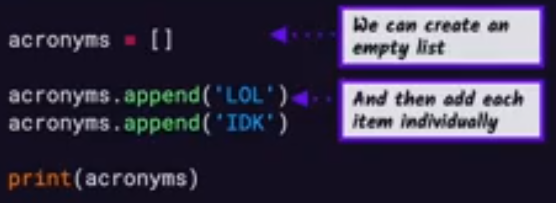 acronyms = []
We can create an
empty list
acronyms.append('LOL')
acronyms.append('IDK')
And then add each
item individually
print(acronyms)